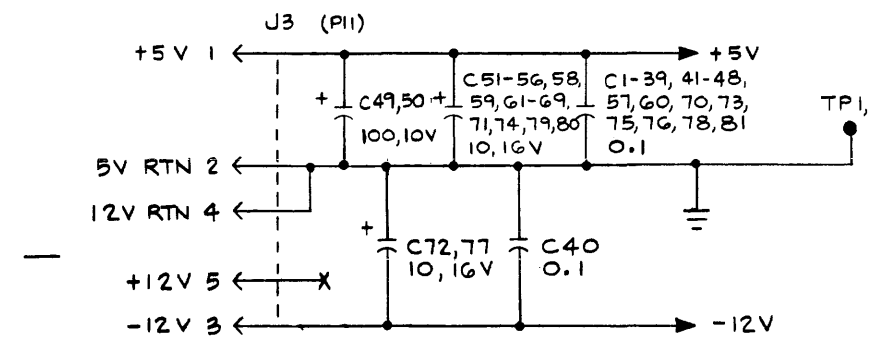 J3 (P11)
+5 V 1
+5V
+ C49,50
100,10V
+ C51-56, 58,
59, 61-69,
71,74,79,80
10, 16 V
C1-39, 41-48,
57, 60, 70, 73,
75, 76, 78, 81
0.1
TP1,
5V RTN 2
12V RTN 4
+ C72,77
10, 16V
C40
0.1
+12V 5
-12V 3
-12V